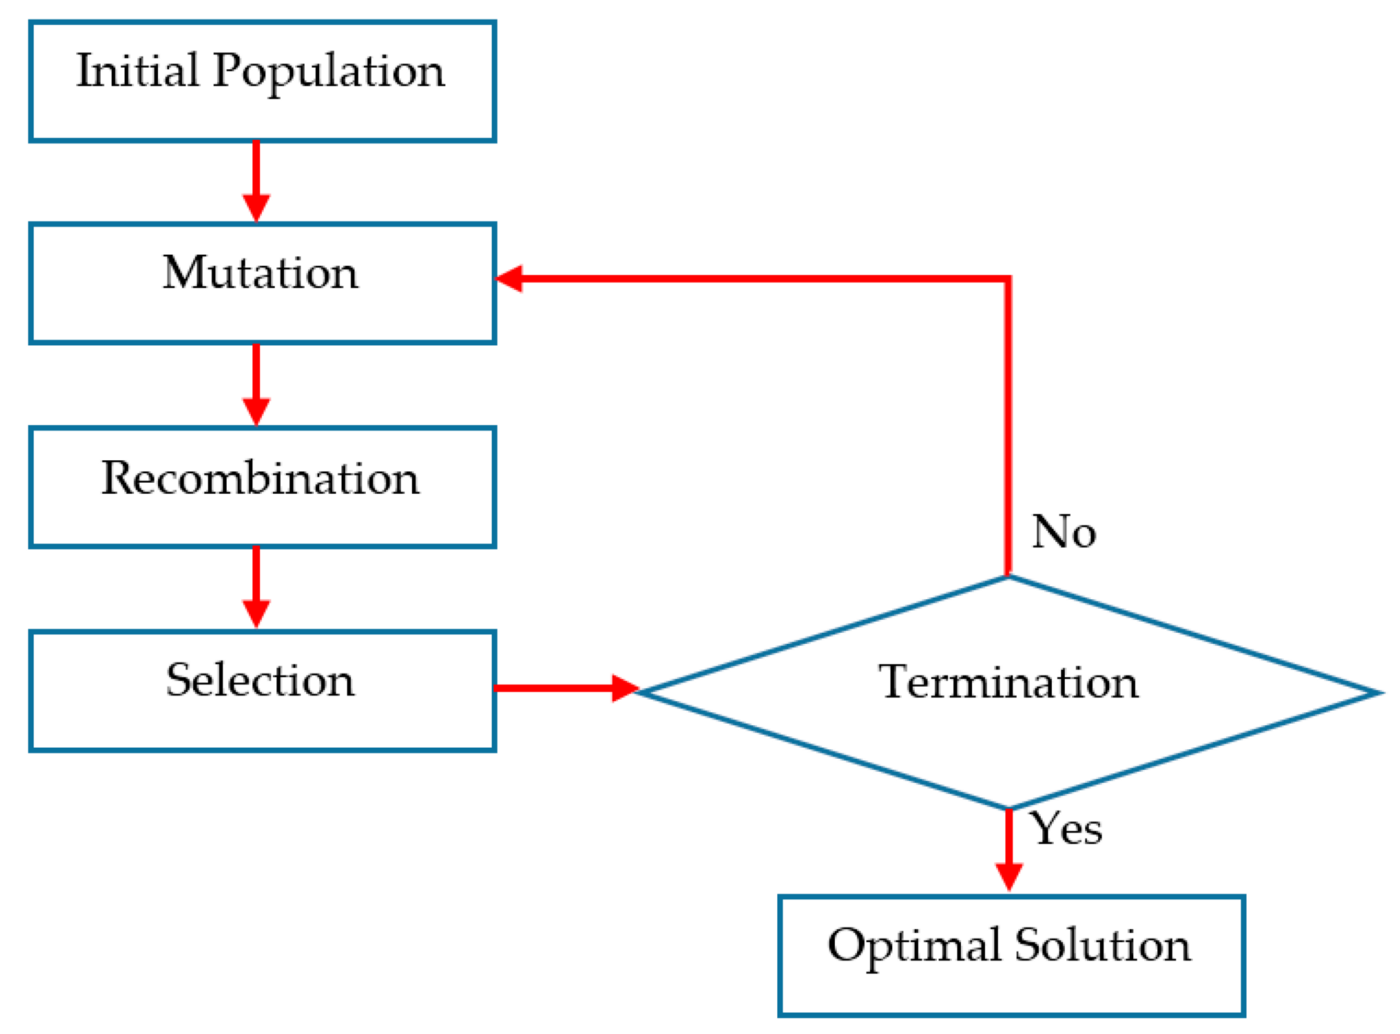 Initial Population
Mutation
Recombination
Selection
No
Termination
Yes
Optimal Solution